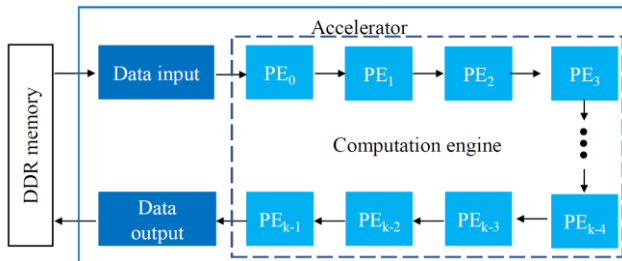 Accelerator
DDR memory
Data input
PE0
PE1
PE2
PE3
Computation engine
Data
output
PEk-1
PEk-2
PEk-3
PEk-4